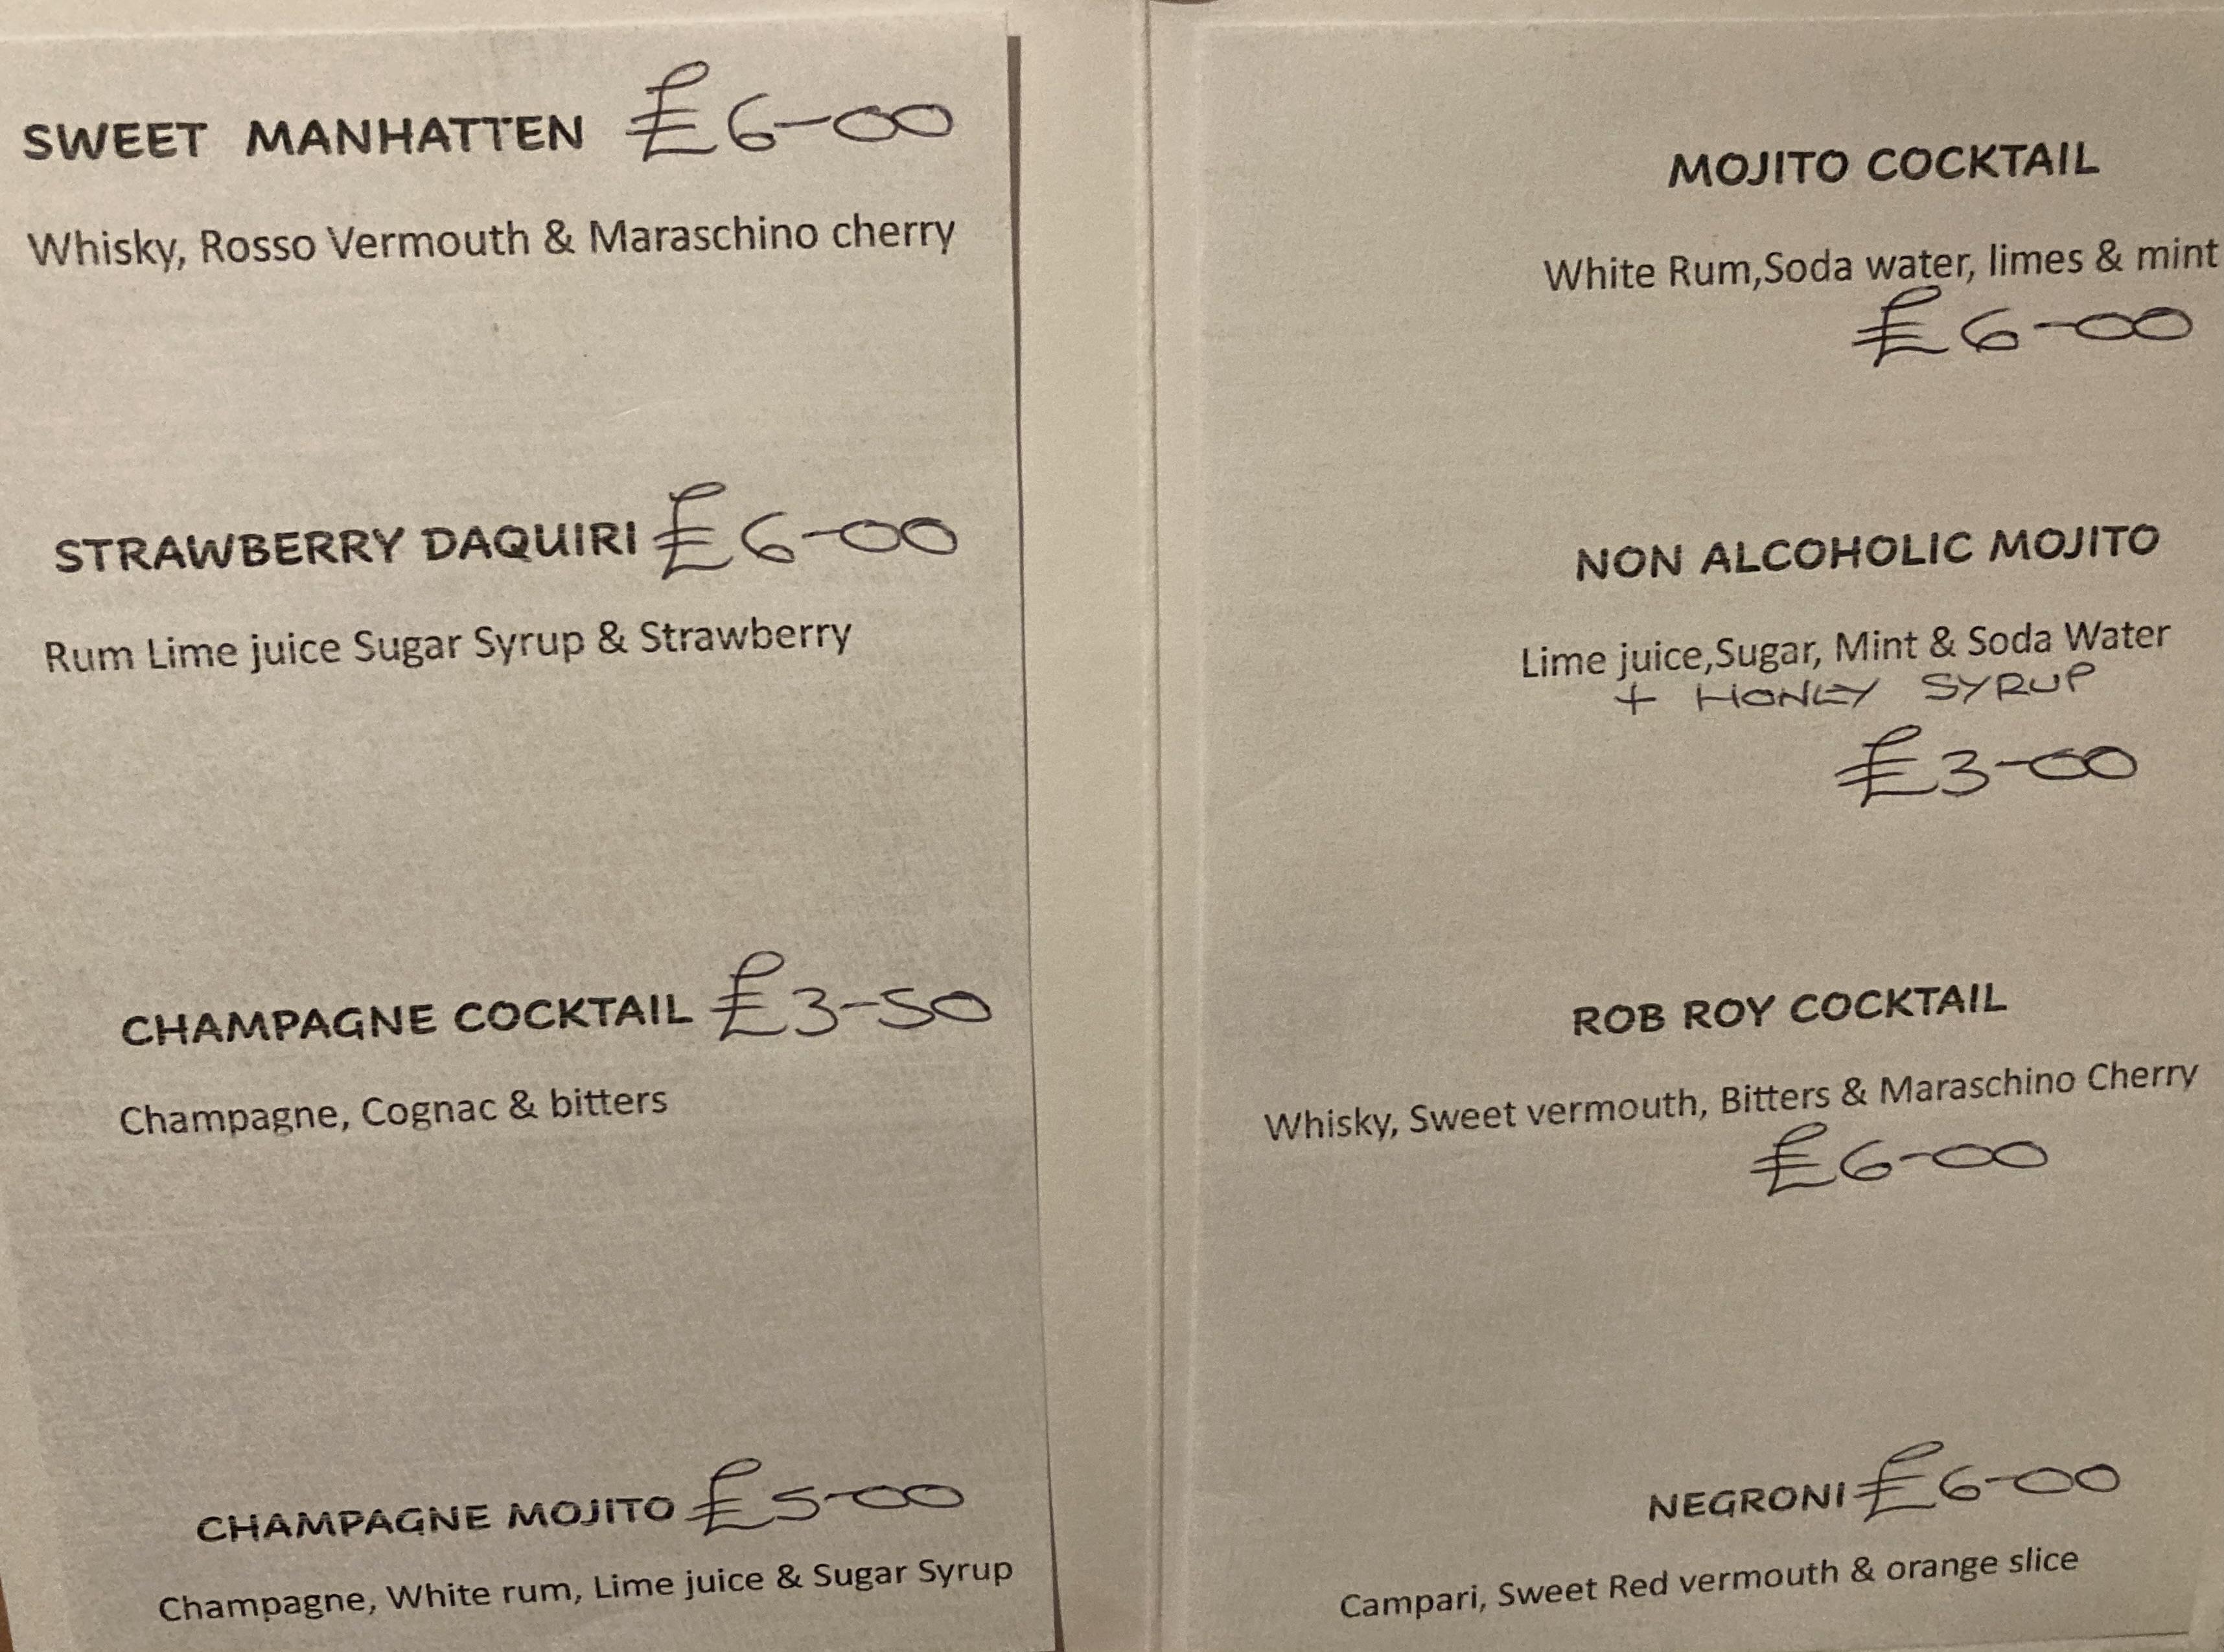 SWEET MANHATTEN £6-00
Whisky, Rosso Vermouth & Maraschino cherry
STRAWBERRY DAQUIRI £6-00
Rum Lime juice Sugar Syrup & Strawberry
CHAMPAGNE COCKTAIL £3-50
Champagne, Cognac & bitters
CHAMPAGNE MOJITO £5-00
Champagne, White rum, Lime juice & Sugar Syrup
MOJITO COCKTAIL
White Rum,Soda water, limes & mint
£6-00
NON ALCOHOLIC MOJITO
Lime juice,Sugar, Mint & Soda Water
+ HONEY SYRUP
£3-00
ROB ROY COCKTAIL
Whisky, Sweet vermouth, Bitters & Maraschino Cherry
£6-00
NEGRONI £6-00
Campari, Sweet Red vermouth & orange slice